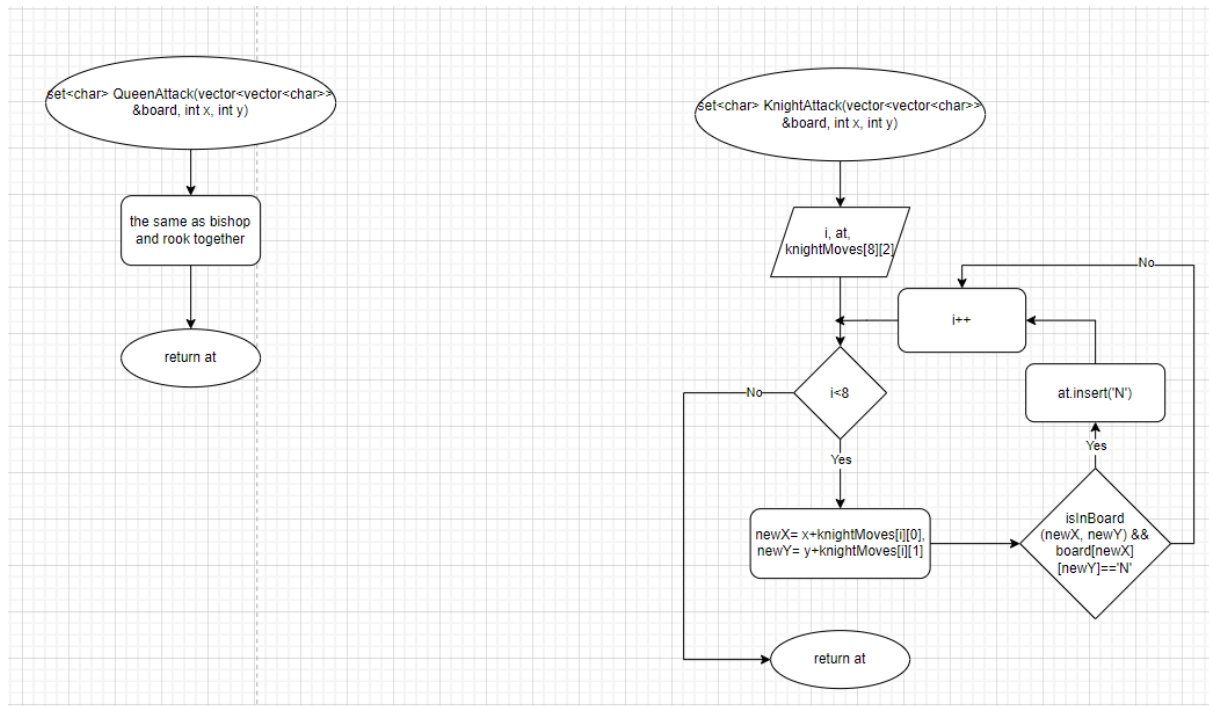 set<char> QueenAttack(vector<vector<char>>
&board, int x, int y)
the same as bishop
and rook together
return at
set<char> KnightAttack(vector<vector<char>>
&board, int x, int y)
i, at,
knightMoves[8][2]
No
i++
at.insert('N')
No
i<8
Yes
Yes
newX= x+knightMoves[i][0],
newY= y+knightMoves[i][1]
isInBoard
(newX, newY) &&
board[newX]
[newY]=='N'
return at